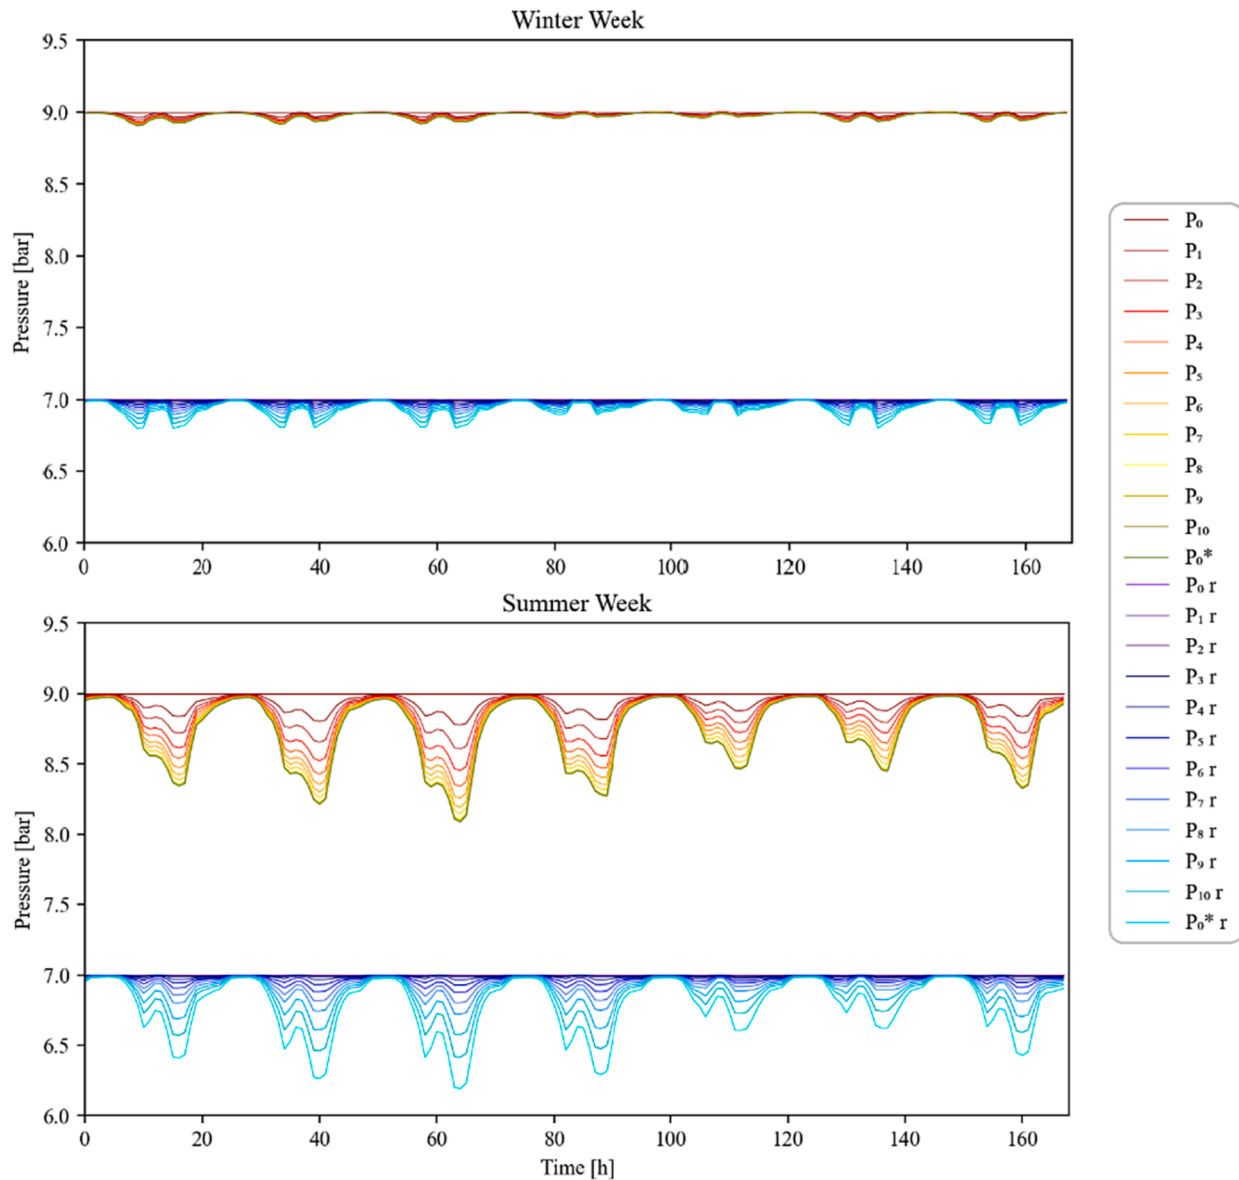 Winter Week
9.5
9.0
8.5
8.0
7.5
7.0
6.5
6.0
Pressure [bar]
0 20 40 60 80 100 120 140 160
Summer Week
9.5
9.0
8.5
8.0
7.5
7.0
6.5
6.0
Pressure [bar]
0 20 40 60 80 100 120 140 160
Time [h]
P₀
P₁
P₂
P₃
P₄
P₅
P₆
P₇
P₈
P₉
P₁₀
P₀*
P₀ r
P₁ r
P₂ r
P₃ r
P₄ r
P₅ r
P₆ r
P₇ r
P₈ r
P₉ r
P₁₀ r
P₀* r